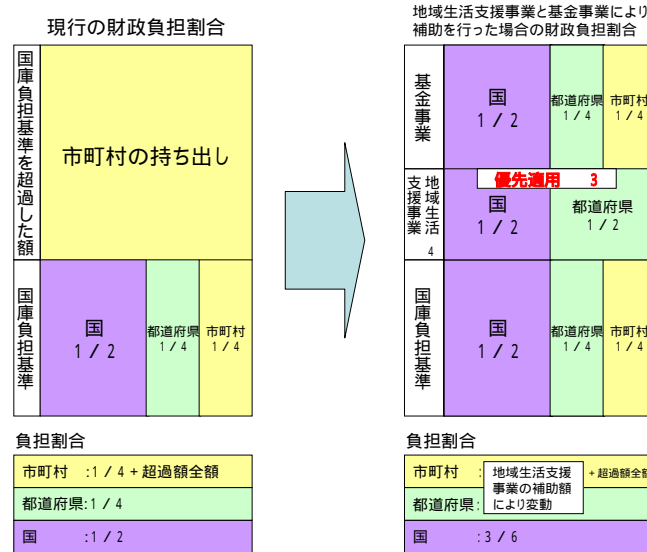 現行の財政負担割合
国庫負担基準を超過した額
市町村の持ち出し
国庫負担基準
国
1/2
都道府県
1/4
市町村
1/4
負担割合
市町村 :1/4+超過額全額
都道府県:1/4
国 :1/2
地域生活支援事業と基金事業により
補助を行った場合の財政負担割合
基金事業
国
1/2
都道府県
1/4
市町村
1/4
地域生活
支援事業
4
優先適用 3
国
1/2
都道府県
1/2
国庫負担基準
国
1/2
都道府県
1/4
市町村
1/4
負担割合
市町村 :
+超過額全額
都道府県:
地域生活支援
事業の補助額
により変動
国 :3/6